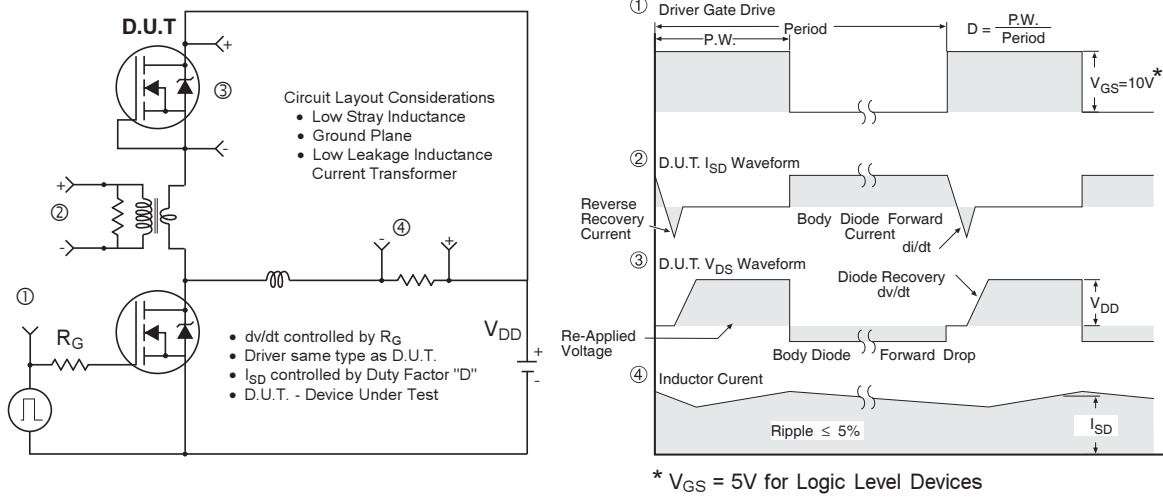 D.U.T
+
③
-
Circuit Layout Considerations
• Low Stray Inductance
• Ground Plane
• Low Leakage Inductance
Current Transformer
+
②
-
④
- +
①
R_G
• dv/dt controlled by R_G
• Driver same type as D.U.T.
• I_SD controlled by Duty Factor "D"
• D.U.T. - Device Under Test
V_DD
+
-
① Driver Gate Drive
P.W.
Period
D = P.W.
Period
V_GS=10V*
② D.U.T. I_SD Waveform
Reverse
Recovery
Current
Body Diode Forward
Current
di/dt
③ D.U.T. V_DS Waveform
Diode Recovery
dv/dt
V_DD
Re-Applied
Voltage
Body Diode Forward Drop
④ Inductor Curent
Ripple ≤ 5%
I_SD
* V_GS = 5V for Logic Level Devices